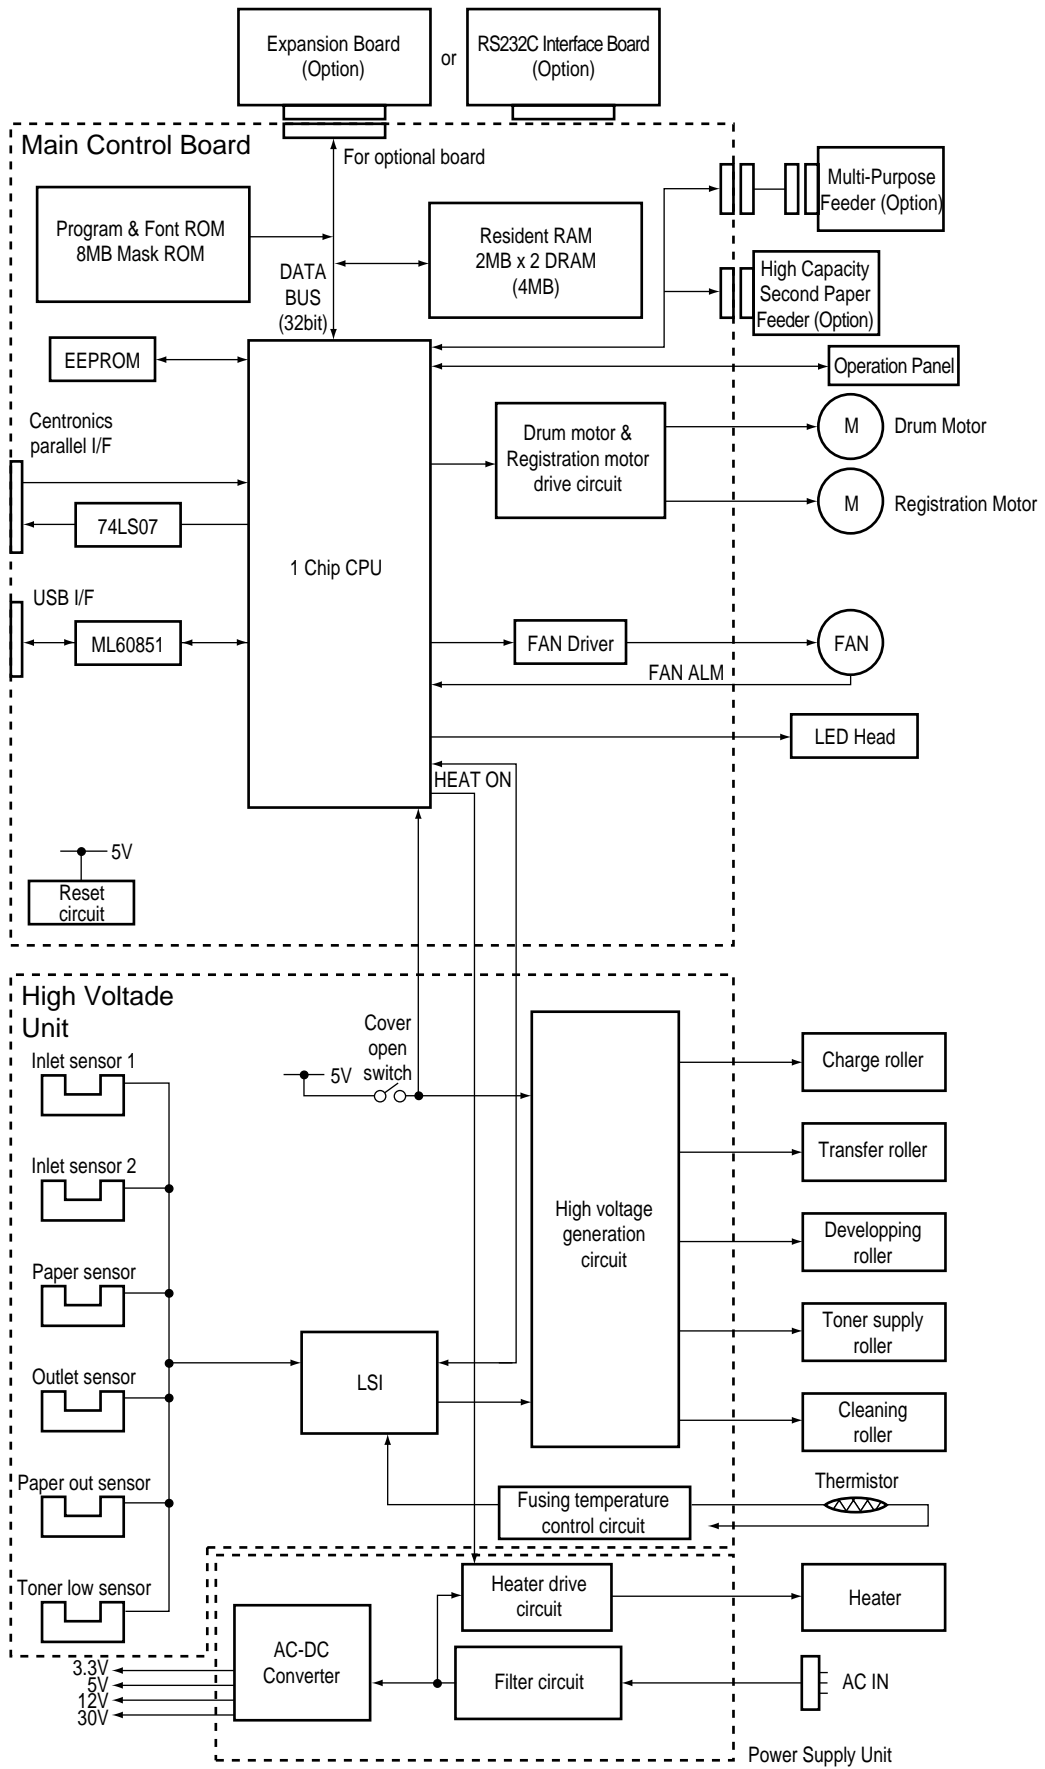 Expansion Board
(Option)
or
RS232C Interface Board
(Option)
Main Control Board
For optional board
Program & Font ROM
8MB Mask ROM
Resident RAM
2MB x 2 DRAM
(4MB)
DATA
BUS
(32bit)
Multi-Purpose
Feeder (Option)
High Capacity
Second Paper
Feeder (Option)
EEPROM
Operation Panel
Centronics
parallel I/F
Drum motor &
Registration motor
drive circuit
M
Drum Motor
M
Registration Motor
74LS07
1 Chip CPU
USB I/F
ML60851
FAN Driver
FAN
FAN ALM
LED Head
HEAT ON
5V
Reset
circuit
High Voltade
Unit
Cover
open
switch
5V
Inlet sensor 1
Inlet sensor 2
Paper sensor
Outlet sensor
Paper out sensor
Toner low sensor
High voltage
generation
circuit
Charge roller
Transfer roller
Developping
roller
Toner supply
roller
Cleaning
roller
LSI
Thermistor
Fusing temperature
control circuit
Heater drive
circuit
Heater
AC-DC
Converter
Filter circuit
AC IN
3.3V
5V
12V
30V
Power Supply Unit